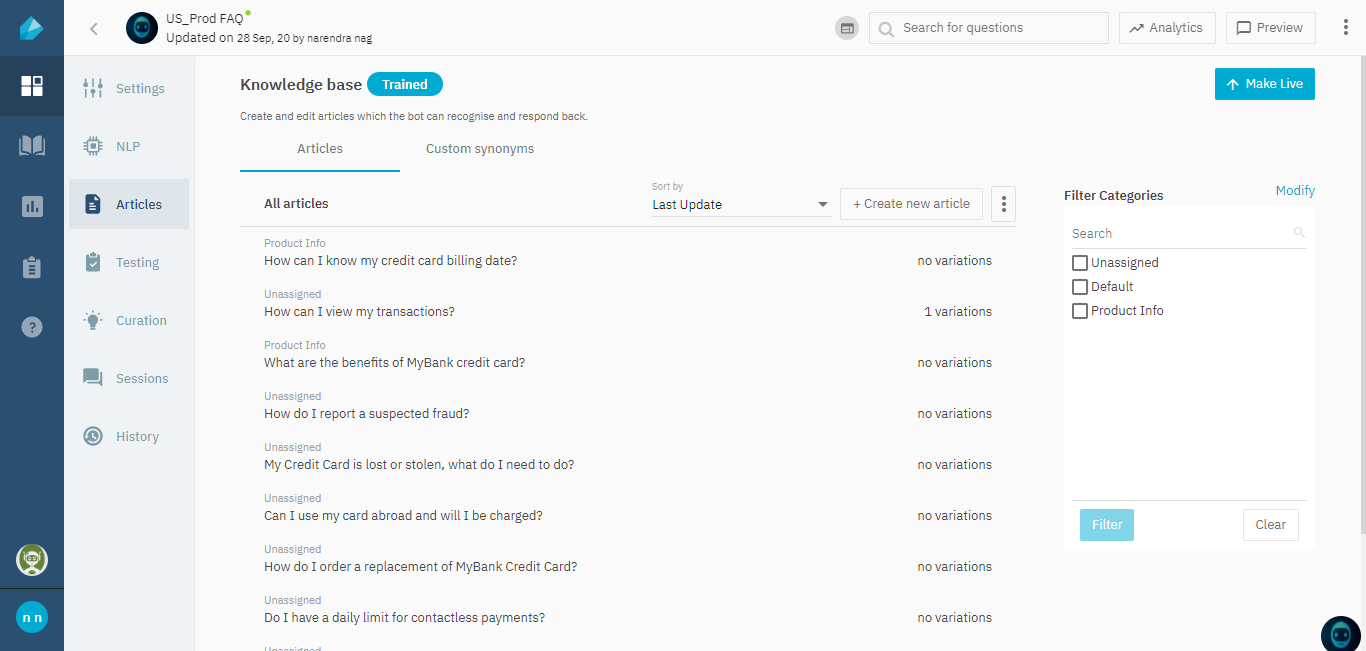 US_Prod FAQ
Updated on 28 Sep, 20 by narendra nag
Search for questions
Analytics
Preview
Settings
NLP
Articles
Testing
Curation
Sessions
History
n n
Knowledge base
Trained
Make Live
Create and edit articles which the bot can recognise and respond back.
Articles
Custom synonyms
All articles
Sort by
Last Update
+ Create new article
Product Info
How can I know my credit card billing date?
no variations
Unassigned
How can I view my transactions?
1 variations
Product Info
What are the benefits of MyBank credit card?
no variations
Unassigned
How do I report a suspected fraud?
no variations
Unassigned
My Credit Card is lost or stolen, what do I need to do?
no variations
Unassigned
Can I use my card abroad and will I be charged?
no variations
Unassigned
How do I order a replacement of MyBank Credit Card?
no variations
Unassigned
Do I have a daily limit for contactless payments?
no variations
Unassigned
Filter Categories
Modify
Search
Unassigned
Default
Product Info
Filter
Clear